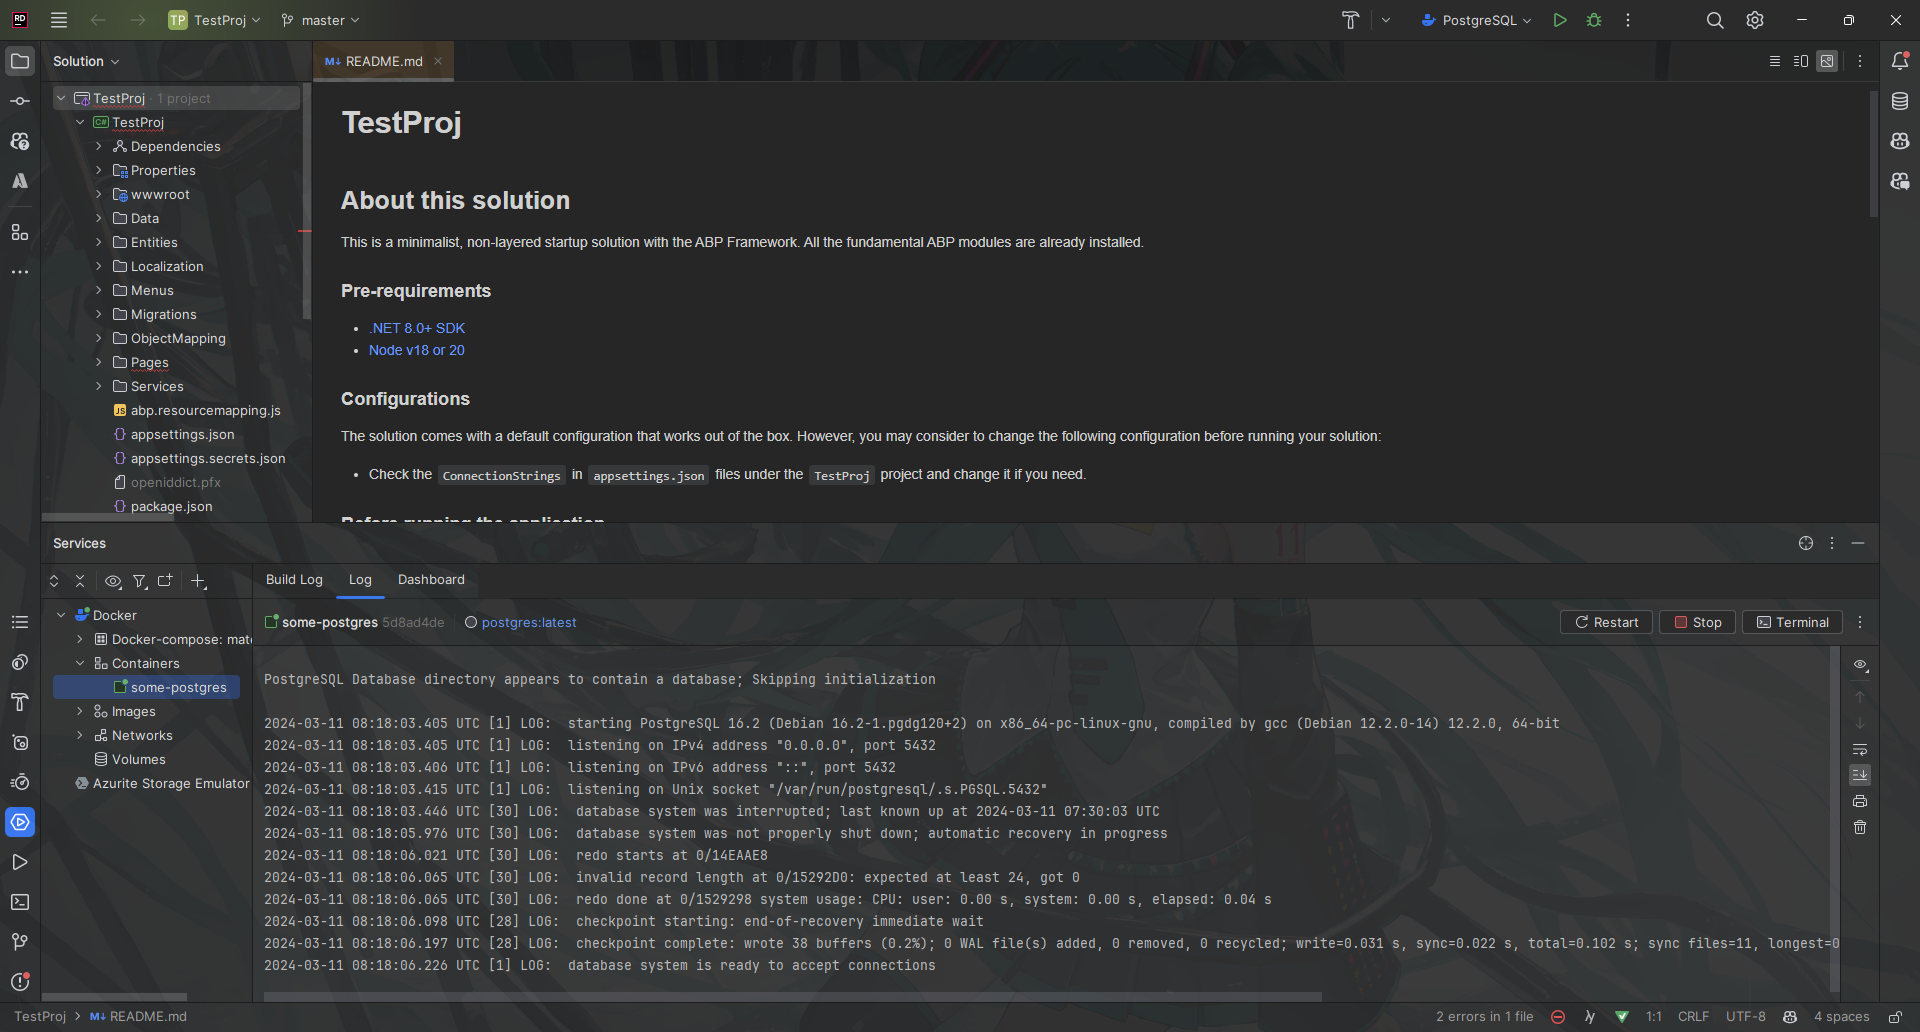 RD
TP TestProj
master
PostgreSQL
Solution
README.md
TestProj · 1 project
C# TestProj
Dependencies
Properties
wwwroot
Data
Entities
Localization
Menus
Migrations
ObjectMapping
Pages
Services
JS abp.resourcemapping.js
appsettings.json
appsettings.secrets.json
openiddict.pfx
package.json
TestProj
About this solution
This is a minimalist, non-layered startup solution with the ABP Framework. All the fundamental ABP modules are already installed.
Pre-requirements
• .NET 8.0+ SDK
• Node v18 or 20
Configurations
The solution comes with a default configuration that works out of the box. However, you may consider to change the following configuration before running your solution:
• Check the ConnectionStrings in appsettings.json files under the TestProj project and change it if you need.
Before running the application
Services
Build Log Log Dashboard
Docker
Docker-compose: mate
Containers
some-postgres
Images
Networks
Volumes
Azurite Storage Emulator
some-postgres 5d8ad4de postgres:latest
Restart Stop Terminal
PostgreSQL Database directory appears to contain a database; Skipping initialization
2024-03-11 08:18:03.405 UTC [1] LOG:  starting PostgreSQL 16.2 (Debian 16.2-1.pgdg120+2) on x86_64-pc-linux-gnu, compiled by gcc (Debian 12.2.0-14) 12.2.0, 64-bit
2024-03-11 08:18:03.405 UTC [1] LOG:  listening on IPv4 address "0.0.0.0", port 5432
2024-03-11 08:18:03.406 UTC [1] LOG:  listening on IPv6 address "::", port 5432
2024-03-11 08:18:03.415 UTC [1] LOG:  listening on Unix socket "/var/run/postgresql/.s.PGSQL.5432"
2024-03-11 08:18:03.446 UTC [30] LOG:  database system was interrupted; last known up at 2024-03-11 07:30:03 UTC
2024-03-11 08:18:05.976 UTC [30] LOG:  database system was not properly shut down; automatic recovery in progress
2024-03-11 08:18:06.021 UTC [30] LOG:  redo starts at 0/14EAAE8
2024-03-11 08:18:06.065 UTC [30] LOG:  invalid record length at 0/15292D0: expected at least 24, got 0
2024-03-11 08:18:06.065 UTC [30] LOG:  redo done at 0/1529298 system usage: CPU: user: 0.00 s, system: 0.00 s, elapsed: 0.04 s
2024-03-11 08:18:06.098 UTC [28] LOG:  checkpoint starting: end-of-recovery immediate wait
2024-03-11 08:18:06.197 UTC [28] LOG:  checkpoint complete: wrote 38 buffers (0.2%); 0 WAL file(s) added, 0 removed, 0 recycled; write=0.031 s, sync=0.022 s, total=0.102 s; sync files=11, longest=0
2024-03-11 08:18:06.226 UTC [1] LOG:  database system is ready to accept connections
TestProj > M↓ README.md
2 errors in 1 file 1:1 CRLF UTF-8 4 spaces